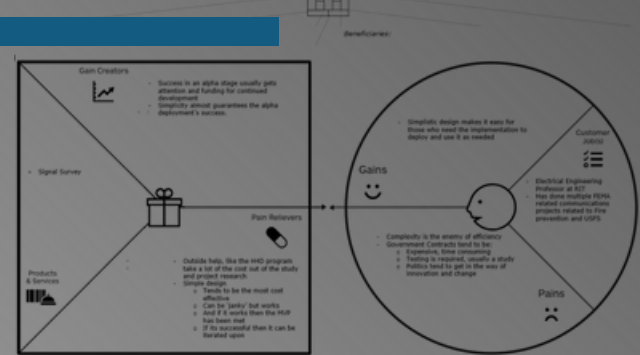 Beneficiaries:
Gain Creators
Success in an alpha stage usually gets
attention and funding for continued
development
Simplicity almost guarantees the alpha
deployment's success.
Signal Survey
Pain Relievers
Products
& Services
Outside help, like the H4D program
take a lot of the cost out of the study
and project research
Simple design
Tends to be the most cost
effective
Can be 'janky' but works
And if it works then the MVP
has been met
If its successful then it can be
iterated upon
Simplistic design makes it easy for
those who need the implementation to
deploy and use it as needed
Gains
Customer
Job(s)
Electrical Engineering
Professor at RIT
Has done multiple FEMA
related communications
projects related to Fire
prevention and USFS
Complexity is the enemy of efficiency
Government Contracts tend to be:
Expensive, time consuming
Testing is required, usually a study
Politics tend to get in the way of
innovation and change
Pains